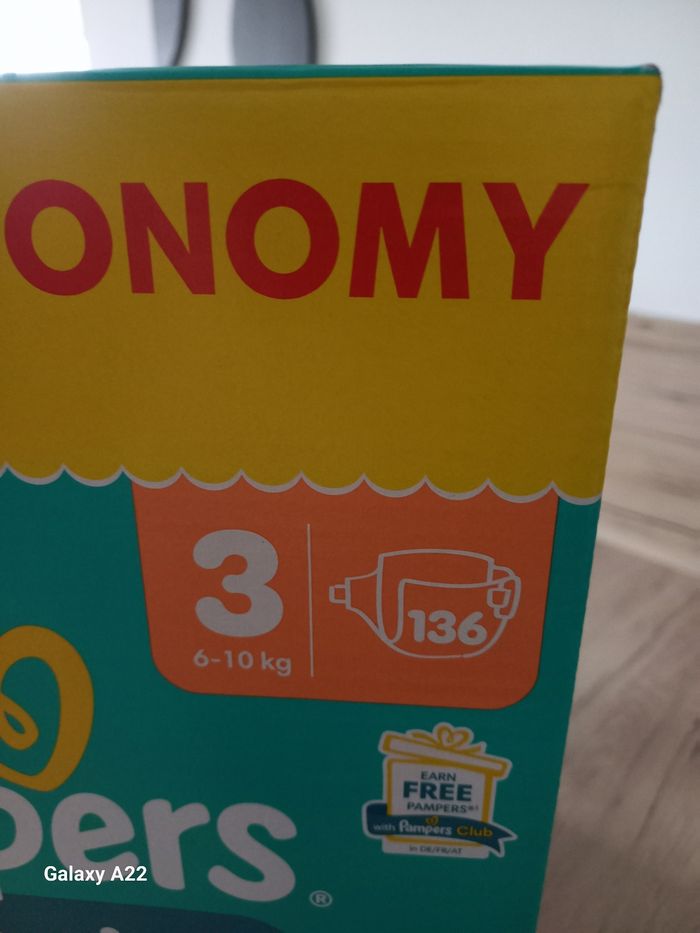 ONOMY
3
6-10 kg
136
EARN
FREE
PAMPERS*¹
with Pampers Club
in DE/FR/AT
pers®
Galaxy A22